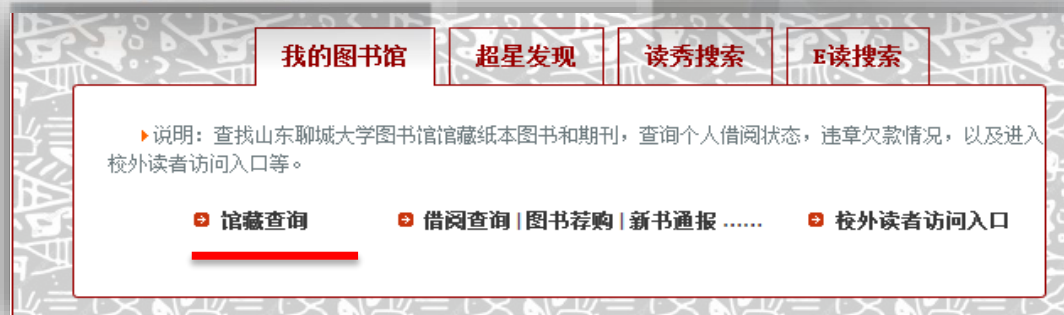 我的图书馆
超星发现
读秀搜索
E读搜索
说明：查找山东聊城大学图书馆馆藏纸本图书和期刊，查询个人借阅状态，违章欠款情况，以及进入
校外读者访问入口等。
馆藏查询
借阅查询 | 图书荐购 | 新书通报 ……
校外读者访问入口